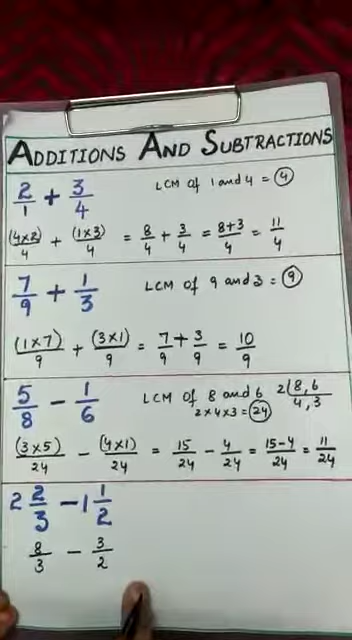 ADDITIONS AND SUBTRACTIONS
2/1 + 3/4 LCM of 1 and 4 = 4
(4×2)/4 + (1×3)/4 = 8/4 + 3/4 = 8+3/4 = 11/4
7/9 + 1/3 LCM of 9 and 3 = 9
(1×7)/9 + (3×1)/9 = 7/9 + 3/9 = 10/9
5/8 - 1/6 LCM of 8 and 6 2|8,6
2×4×3 = 24 4,3
(3×5)/24 - (4×1)/24 = 15/24 - 4/24 = 15-4/24 = 11/24
2 2/3 - 1 1/2
8/3 - 3/2